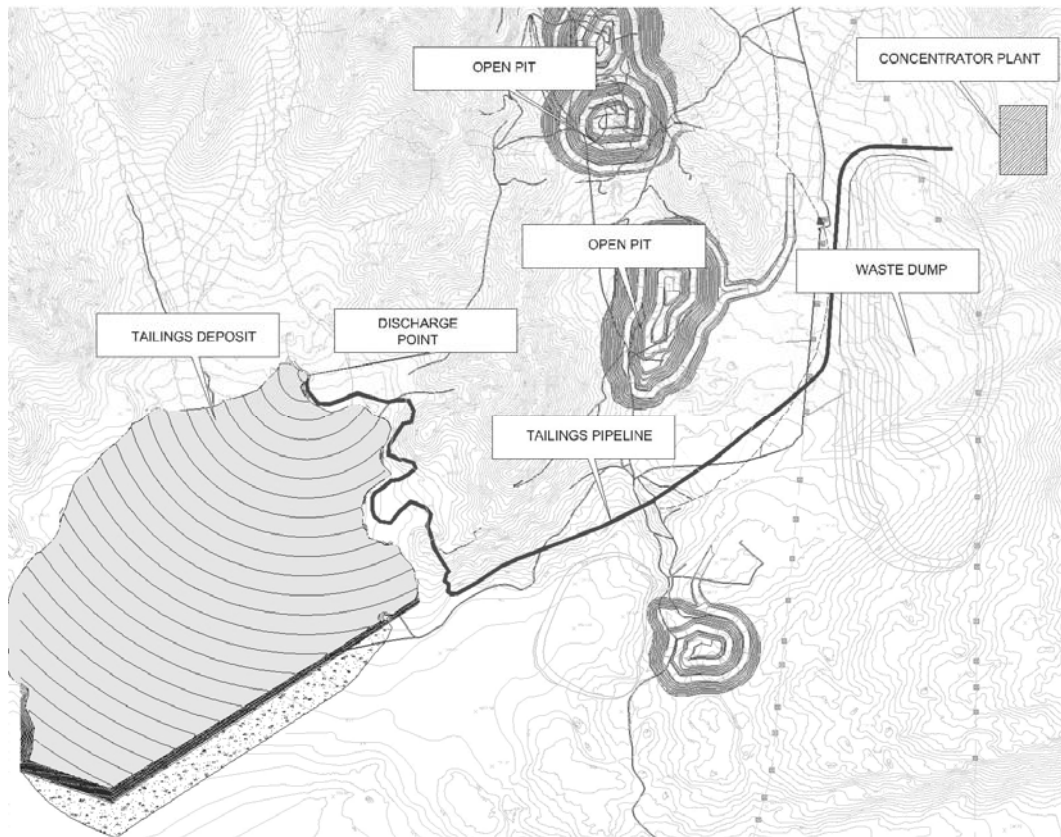 OPEN PIT
CONCENTRATOR PLANT
OPEN PIT
WASTE DUMP
TAILINGS DEPOSIT
DISCHARGE
POINT
TAILINGS PIPELINE